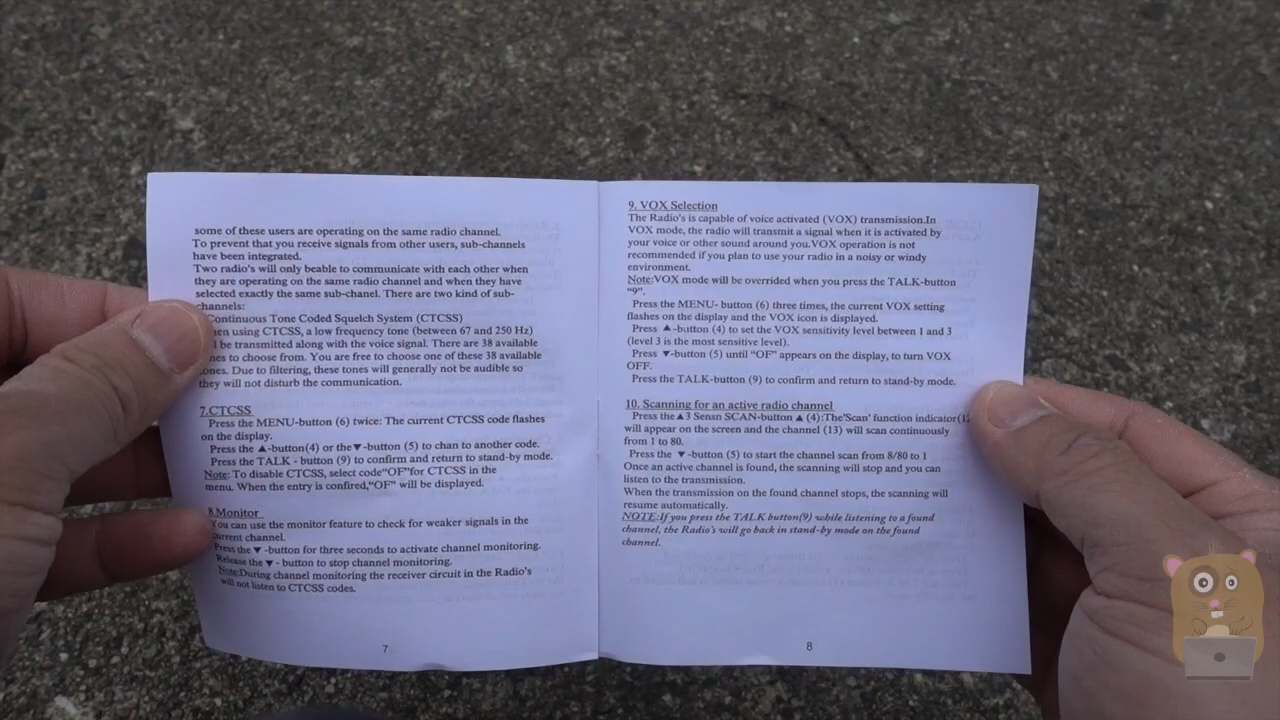 some of these users are operating on the same radio channel.
To prevent that you receive signals from other users, sub-channels
have been integrated.
Two radio's will only beable to communicate with each other when
they are operating on the same radio channel and when they have
selected exactly the same sub-chanel. There are two kind of sub-
channels:
Continuous Tone Coded Squelch System (CTCSS)
using CTCSS, a low frequency tone (between 67 and 250 Hz)
be transmitted along with the voice signal. There are 38 available
to choose from. You are free to choose one of these 38 available
tones. Due to filtering, these tones will generally not be audible so
they will not disturb the communication.
7.CTCSS
Press the MENU-button (6) twice: The current CTCSS code flashes
on the display.
Press the ▲-button(4) or the▼-button (5) to chan to another code.
Press the TALK - button (9) to confirm and return to stand-by mode.
Note: To disable CTCSS, select code"OF"for CTCSS in the
menu. When the entry is confired,"OF" will be displayed.
8.Monitor
You can use the monitor feature to check for weaker signals in the
current channel.
Press the ▼ -button for three seconds to activate channel monitoring.
Release the ▼ - button to stop channel monitoring.
Note:During channel monitoring the receiver circuit in the Radio's
will not listen to CTCSS codes.
7
9. VOX Selection
The Radio's is capable of voice activated (VOX) transmission.In
VOX mode, the radio will transmit a signal when it is activated by
your voice or other sound around you.VOX operation is not
recommended if you plan to use your radio in a noisy or windy
environment.
Note:VOX mode will be overrided when you press the TALK-button
"9".
Press the MENU- button (6) three times, the current VOX setting
flashes on the display and the VOX icon is displayed.
Press ▲-button (4) to set the VOX sensitivity level between 1 and 3
(level 3 is the most sensitive level).
Press ▼-button (5) until "OF" appears on the display, to turn VOX
OFF.
Press the TALK-button (9) to confirm and return to stand-by mode.
10. Scanning for an active radio channel
Press the▲3 Sensn SCAN-button ▲ (4):The'Scan' function indicator
will appear on the screen and the channel (13) will scan continuously
from 1 to 80.
Press the ▼-button (5) to start the channel scan from 8/80 to 1
Once an active channel is found, the scanning will stop and you can
listen to the transmission.
When the transmission on the found channel stops, the scanning will
resume automatically.
NOTE:If you press the TALK button(9) while listening to a found
channel, the Radio's will go back in stand-by mode on the found
channel.
8